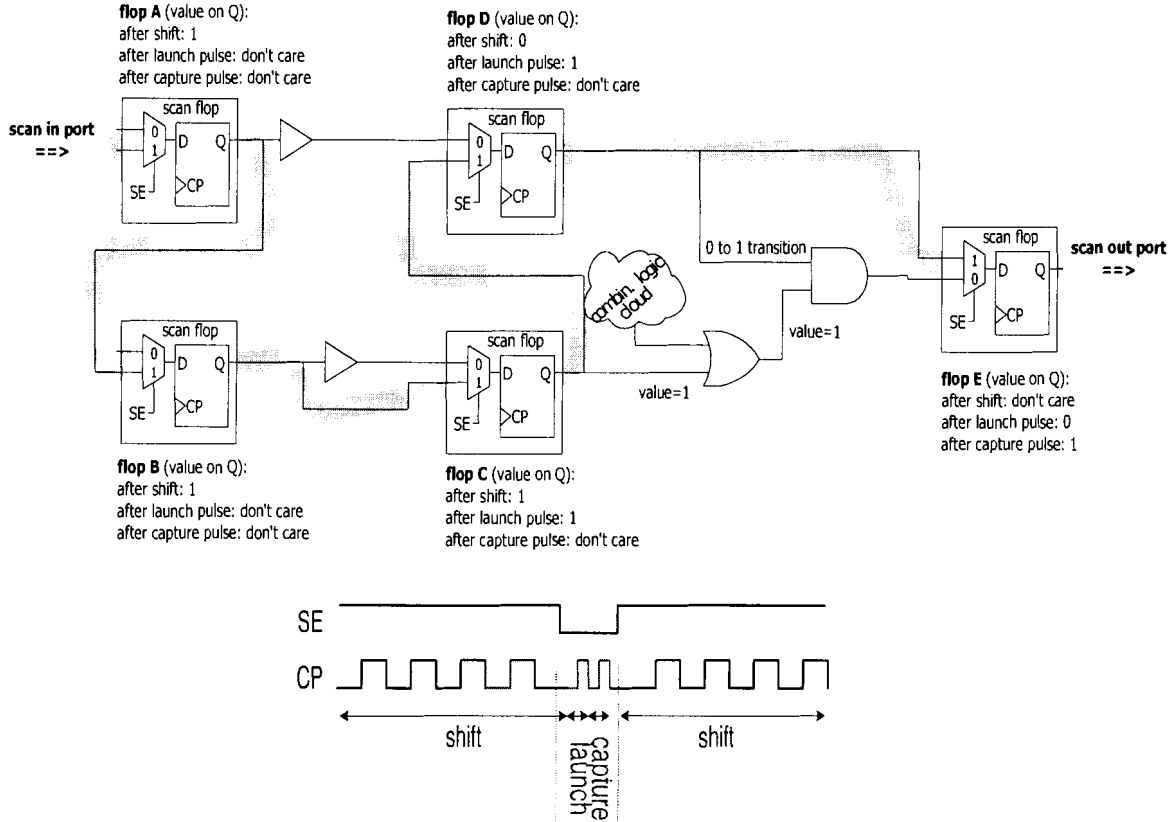 flop A (value on Q):
after shift: 1
after launch pulse: don't care
after capture pulse: don't care
flop D (value on Q):
after shift: 0
after launch pulse: 1
after capture pulse: don't care
scan in port
==>
scan flop
0
1
D Q
CP
SE
scan flop
0
1
D Q
CP
SE
0 to 1 transition
combin. logic
cloud
value=1
value=1
scan flop
1
0
D Q
CP
SE
scan out port
==>
scan flop
0
1
D Q
CP
SE
scan flop
0
1
D Q
CP
SE
flop E (value on Q):
after shift: don't care
after launch pulse: 0
after capture pulse: 1
flop B (value on Q):
after shift: 1
after launch pulse: don't care
after capture pulse: don't care
flop C (value on Q):
after shift: 1
after launch pulse: 1
after capture pulse: don't care
SE
CP
shift
capture
launch
shift